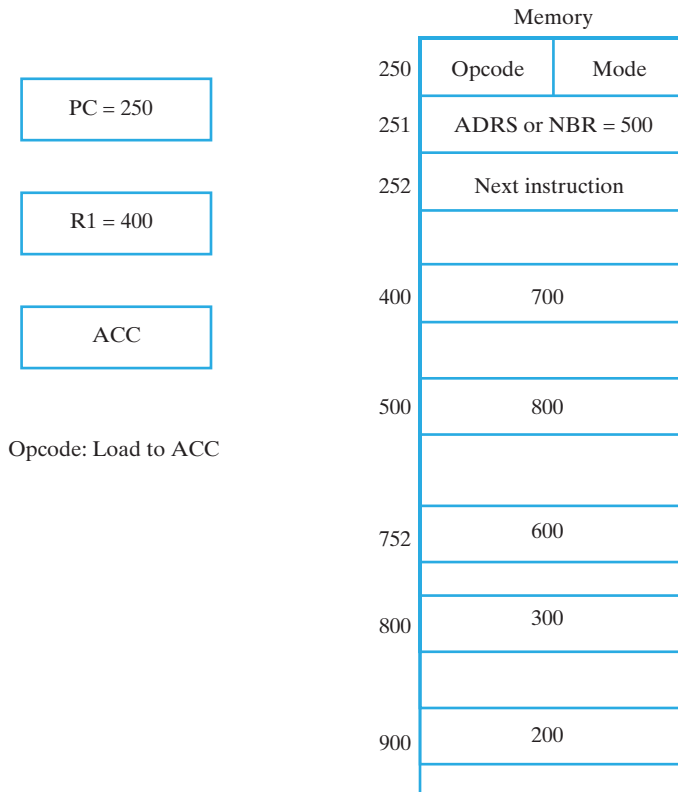 Memory
250 Opcode Mode
PC = 250
251 ADRS or NBR = 500
252 Next instruction
R1 = 400
400 700
ACC
500 800
Opcode: Load to ACC
752 600
800 300
900 200